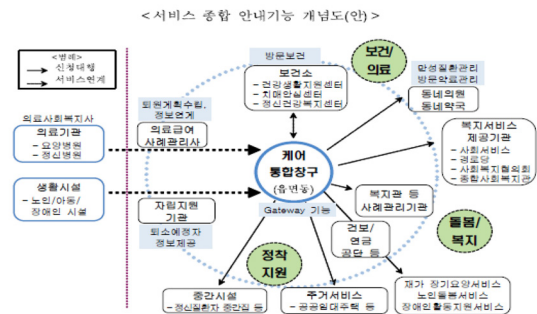 <서비스 종합 안내기능 개념도(안)>
<범례>
신청대행
서비스연계
의료사회복지사
의료기관
- 요양병원
- 정신병원
생활시설
- 노인/아동/
장애인 시설
퇴원계획수립,
정보연계
의료급여
사례관리사
자립지원
기관
퇴소예정자
정보제공
방문보건
보건소
- 건강생활지원센터
- 치매안심센터
- 정신건강복지센터
보건/
의료
만성질환관리
방문약료관리
동네의원
동네약국
복지서비스
제공기관
- 사회서비스
- 경로당
- 사회복지협의회
- 종합사회복지관
케어
통합창구
(읍면동)
Gateway 기능
복지관 등
사례관리기관
돌봄/
복지
건보/
연금
공단 등
정착
지원
중간시설
- 정신질환자 중간집 등
주거서비스
- 공공임대주택 등
재가 장기요양서비스
노인돌봄서비스
장애인활동지원서비스